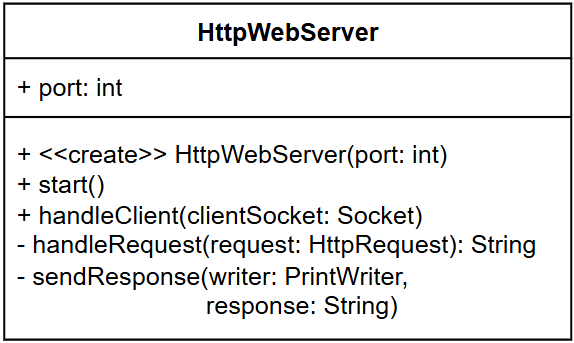 HttpWebServer
+ port: int
+ <<create>> HttpWebServer(port: int)
+ start()
+ handleClient(clientSocket: Socket)
- handleRequest(request: HttpRequest): String
- sendResponse(writer: PrintWriter,
response: String)